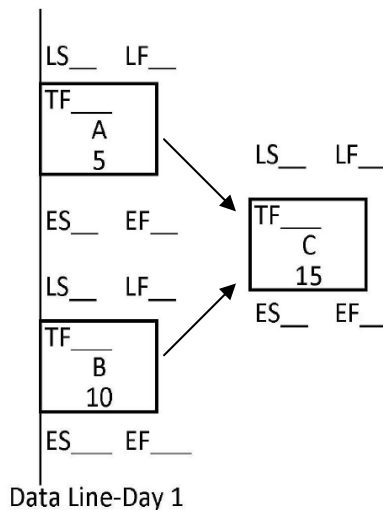 LS__ LF__
TF___
A
5
ES__ EF__
LS__ LF__
TF___
B
10
ES__ EF___
LS__ LF__
TF___
C
15
ES__ EF__
Data Line-Day 1